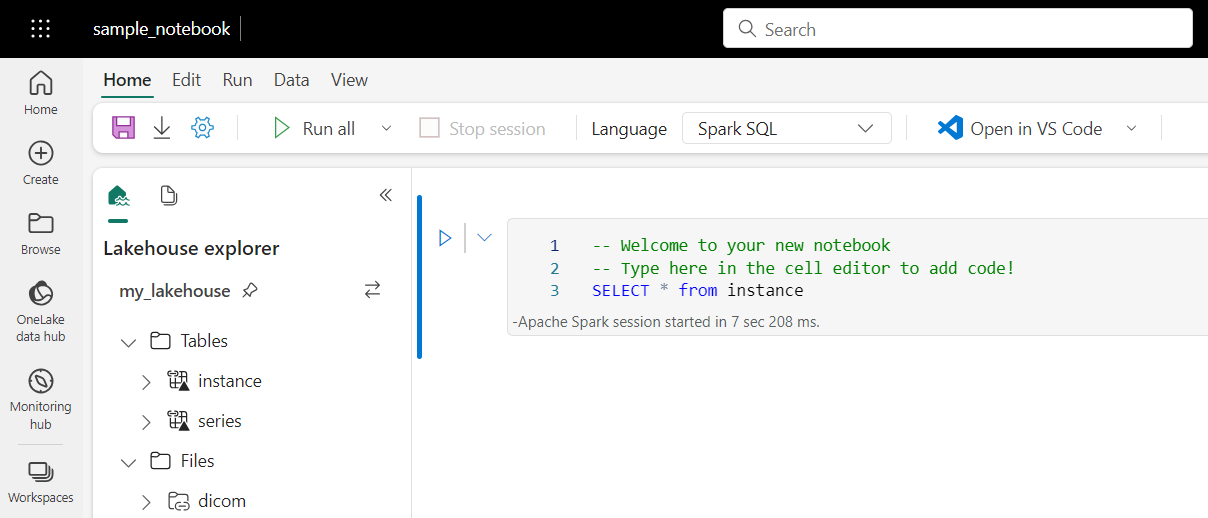 sample_notebook
Search
Home
Edit
Run
Data
View
Run all
Stop session
Language
Spark SQL
Open in VS Code
Home
Create
Browse
OneLake
data hub
Monitoring
hub
Workspaces
Lakehouse explorer
my_lakehouse
Tables
instance
series
Files
dicom
1 -- Welcome to your new notebook
2 -- Type here in the cell editor to add code!
3 SELECT * from instance
-Apache Spark session started in 7 sec 208 ms.